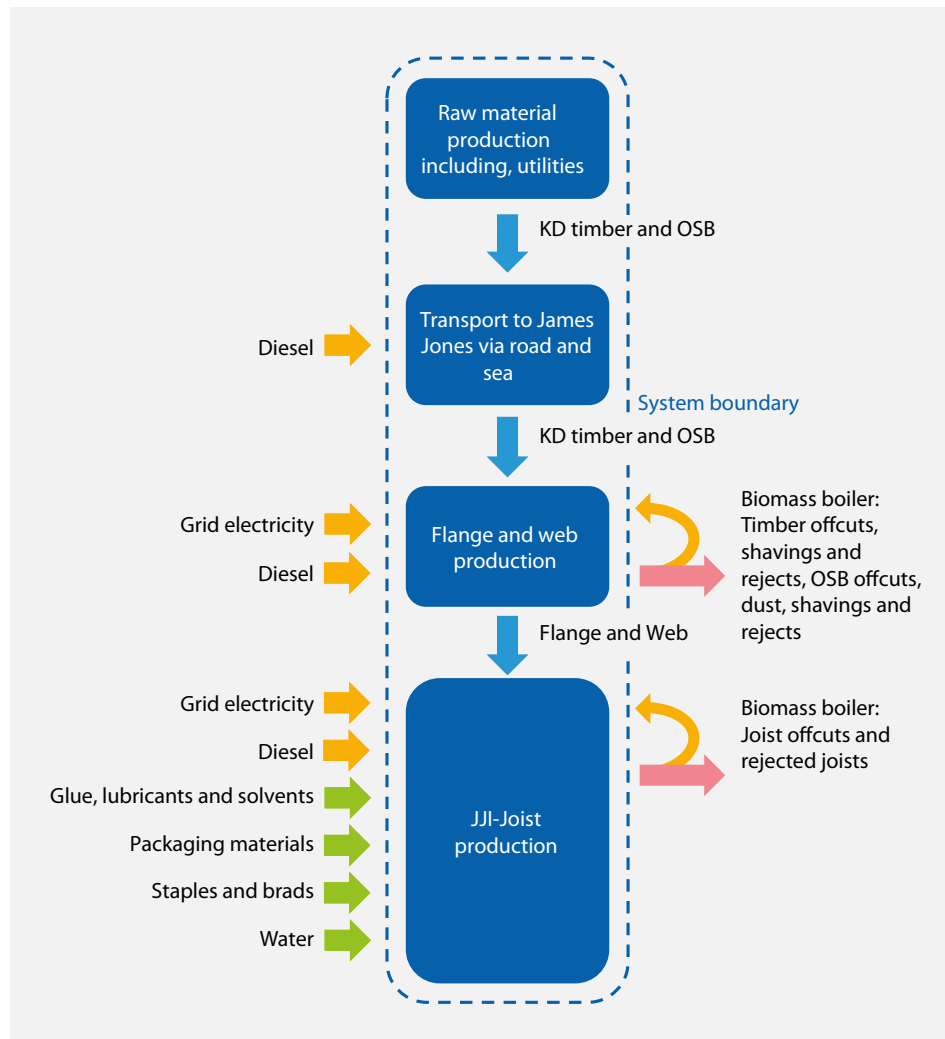 Raw material
production
including, utilities
KD timber and OSB
Transport to James
Jones via road and
sea
Diesel
System boundary
KD timber and OSB
Grid electricity
Diesel
Flange and web
production
Biomass boiler:
Timber offcuts,
shavings and
rejects, OSB offcuts,
dust, shavings and
rejects
Flange and Web
Grid electricity
Diesel
Glue, lubricants and solvents
Packaging materials
Staples and brads
Water
JJI-Joist
production
Biomass boiler:
Joist offcuts and
rejected joists